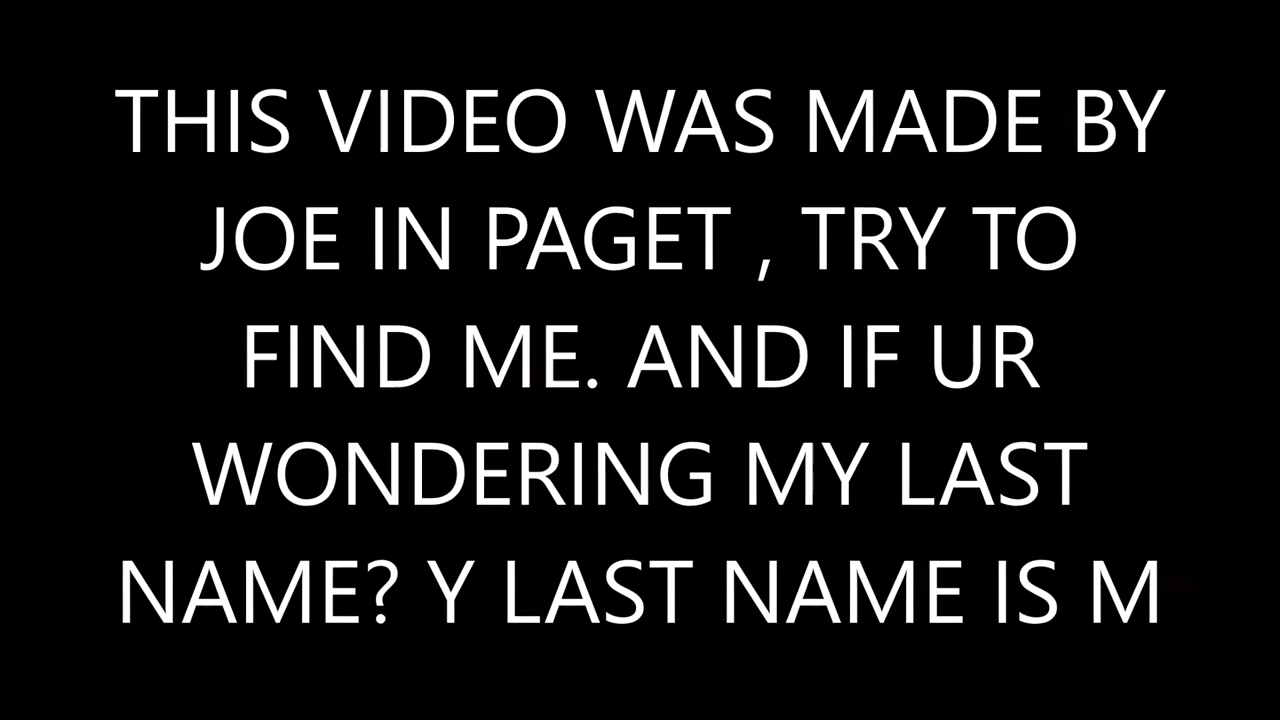 THIS VIDEO WAS MADE BY
JOE IN PAGET , TRY TO
FIND ME. AND IF UR
WONDERING MY LAST
NAME? Y LAST NAME IS M